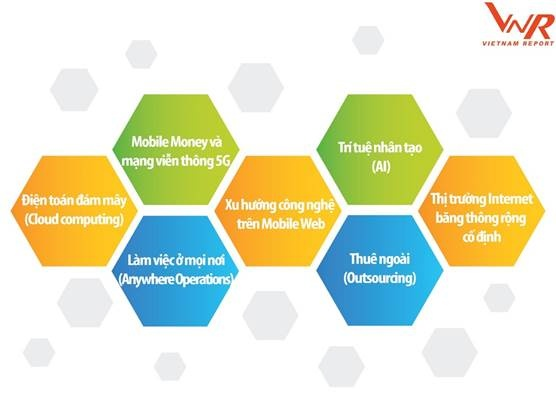 VNR
VIETNAM REPORT
Mobile Money và
mạng viễn thông 5G
Trí tuệ nhân tạo
(AI)
Điện toán đám mây
(Cloud computing)
Xu hướng công nghệ
trên Mobile Web
Thị trường Internet
băng thông rộng
cố định
Làm việc ở mọi nơi
(Anywhere Operations)
Thuê ngoài
(Outsourcing)